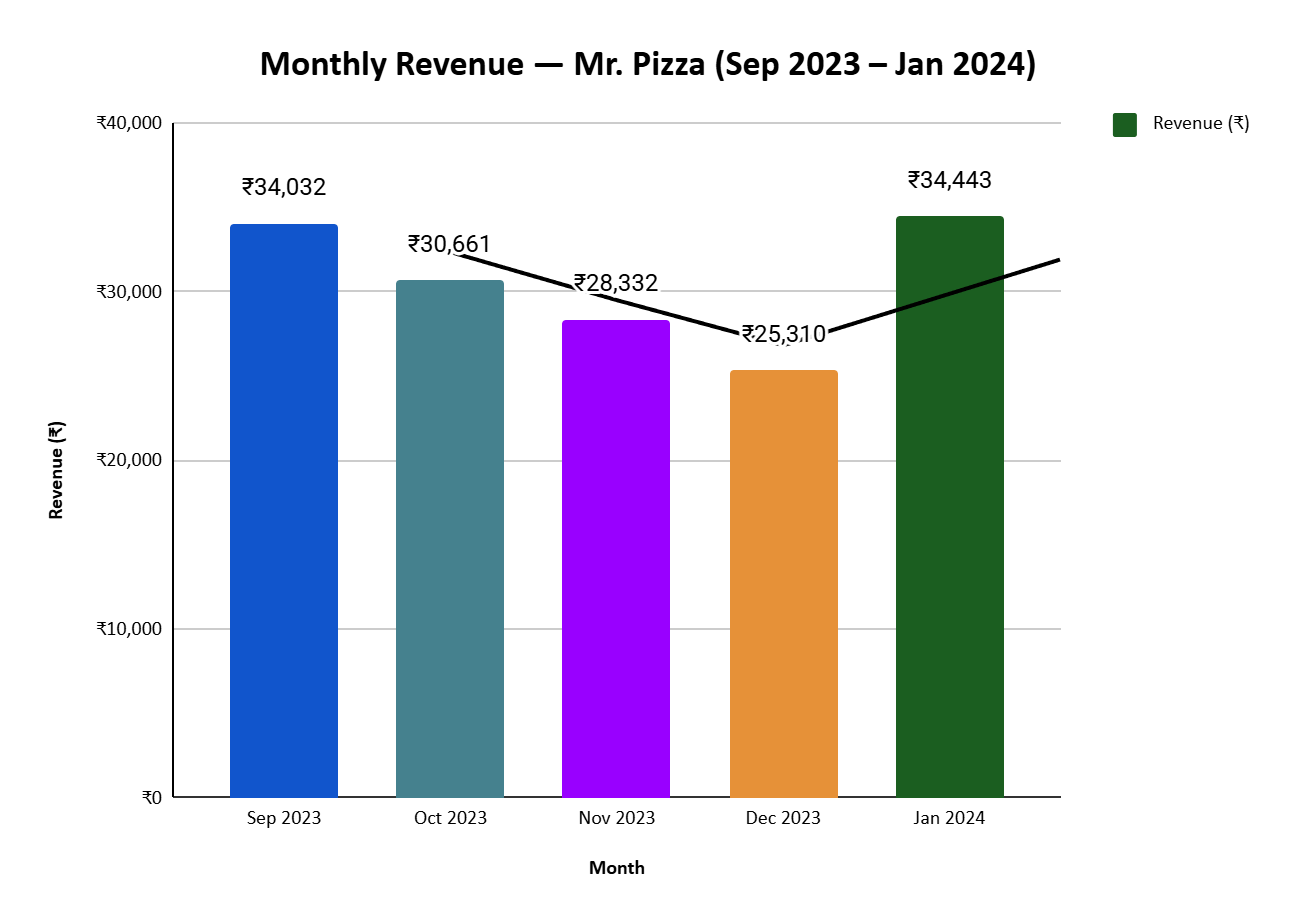 Monthly Revenue — Mr. Pizza (Sep 2023 – Jan 2024)
Revenue (₹)
₹40,000
₹30,000
₹20,000
₹10,000
₹0
Revenue (₹)
₹34,032
₹30,661
₹28,332
₹25,310
₹34,443
Sep 2023
Oct 2023
Nov 2023
Dec 2023
Jan 2024
Month